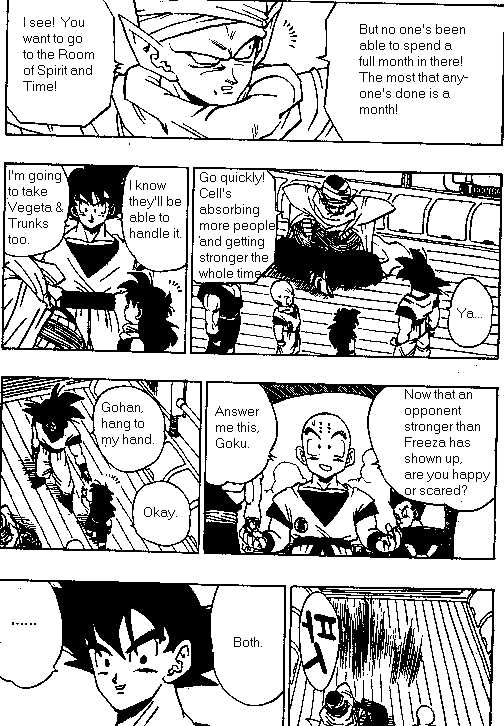 I see! You
want to go
to the Room
of Spirit and
Time!
But no one's been
able to spend a
full month in there!
The most that any-
one's done is a
month!
I'm going
to take
Vegeta &
Trunks
too.
I know
they'll be
able to
handle it.
Go quickly!
Cell's
absorbing
more people
and getting
stronger the
whole time.
Ya...
Gohan,
hang to
my hand.
Okay.
Answer
me this,
Goku.
Now that an
opponent
stronger than
Freeza has
shown up,
are you happy
or scared?
......
Both.